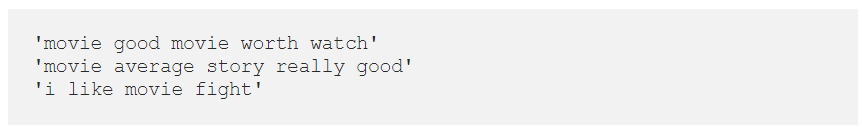 'movie good movie worth watch'
'movie average story really good'
'i like movie fight'